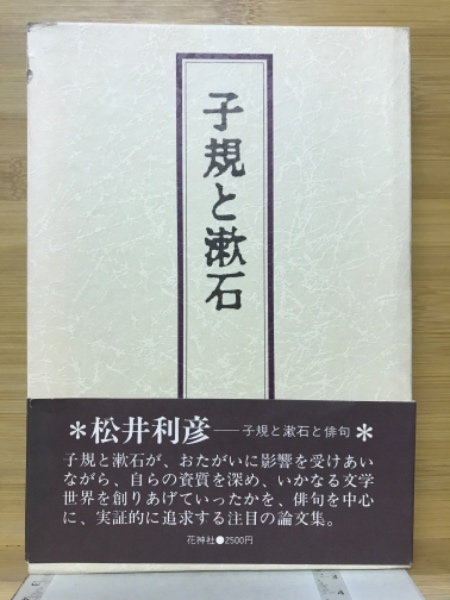 子規と漱石
＊松井利彦──子規と漱石と俳句＊
子規と漱石が、おたがいに影響を受けあい
ながら、自らの資質を深め、いかなる文学
世界を創りあげていったかを、俳句を中心
に、実証的に追求する注目の論文集。
花神社●2500円